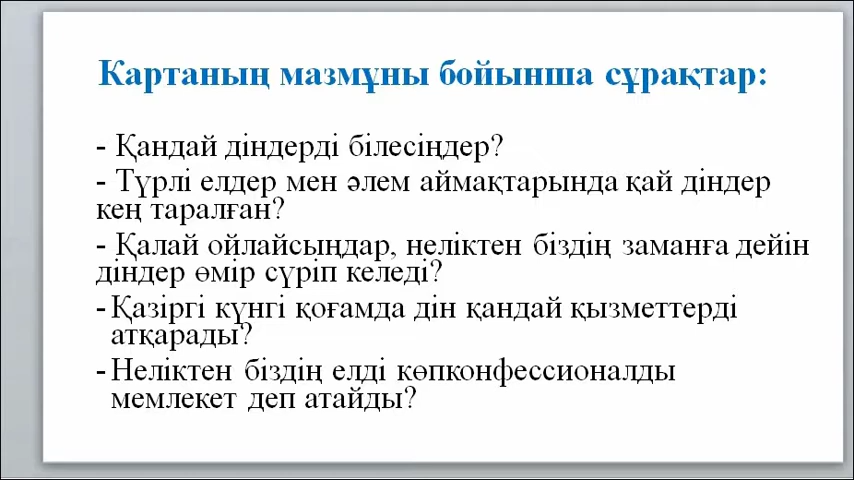 Картаның мазмұны бойынша сұрақтар:
- Қандай діндерді білесіңдер?
- Түрлі елдер мен әлем аймақтарында қай діндер
кең таралған?
- Қалай ойлайсыңдар, неліктен біздің заманға дейін
діндер өмір сүріп келеді?
- Қазіргі күнгі қоғамда дін қандай қызметтерді
атқарады?
- Неліктен біздің елді көпконфессионалды
мемлекет деп атайды?